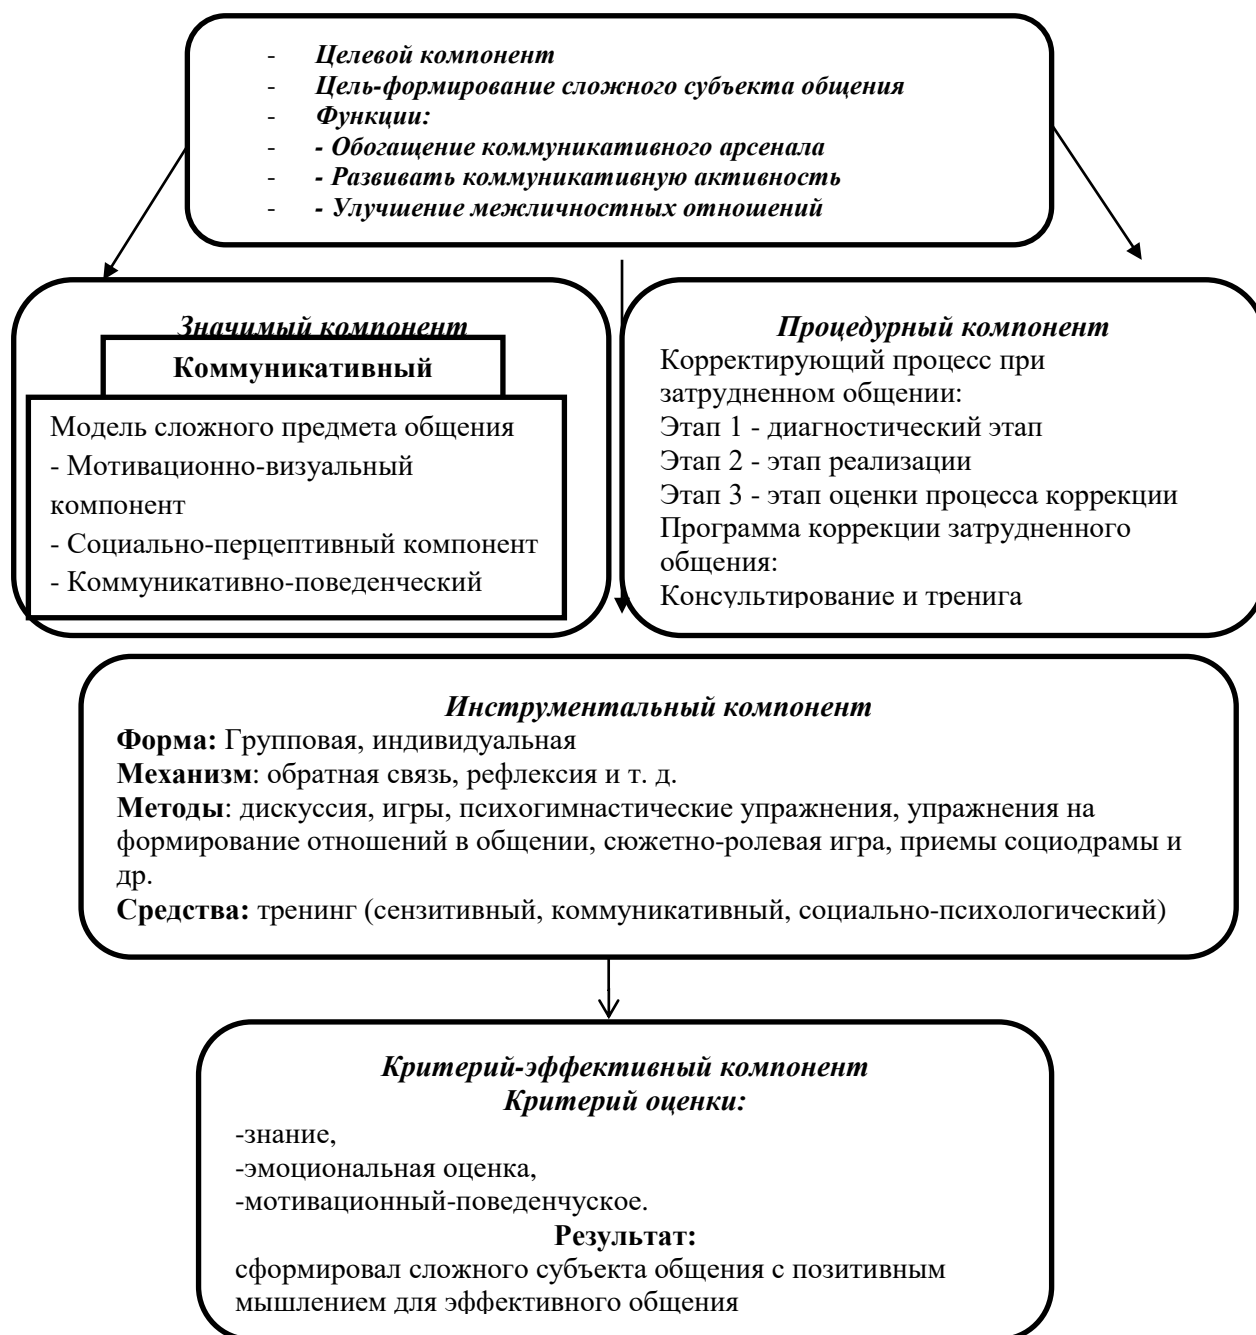 - Целевой компонент
- Цель-формирование сложного субъекта общения
- Функции:
- - Обогащение коммуникативного арсенала
- - Развивать коммуникативную активность
- - Улучшение межличностных отношений
Значимый компонент
Коммуникативный
Модель сложного предмета общения
- Мотивационно-визуальный
компонент
- Социально-перцептивный компонент
- Коммуникативно-поведенческий
Процедурный компонент
Корректирующий процесс при
затрудненном общении:
Этап 1 - диагностический этап
Этап 2 - этап реализации
Этап 3 - этап оценки процесса коррекции
Программа коррекции затрудненного
общения:
Консультирование и тренига
Инструментальный компонент
Форма: Групповая, индивидуальная
Механизм: обратная связь, рефлексия и т. д.
Методы: дискуссия, игры, психогимнастические упражнения, упражнения на
формирование отношений в общении, сюжетно-ролевая игра, приемы социодрамы и
др.
Средства: тренинг (сензитивный, коммуникативный, социально-психологический)
Критерий-эффективный компонент
Критерий оценки:
-знание,
-эмоциональная оценка,
-мотивационный-поведенчуское.
Результат:
сформировал сложного субъекта общения с позитивным
мышлением для эффективного общения